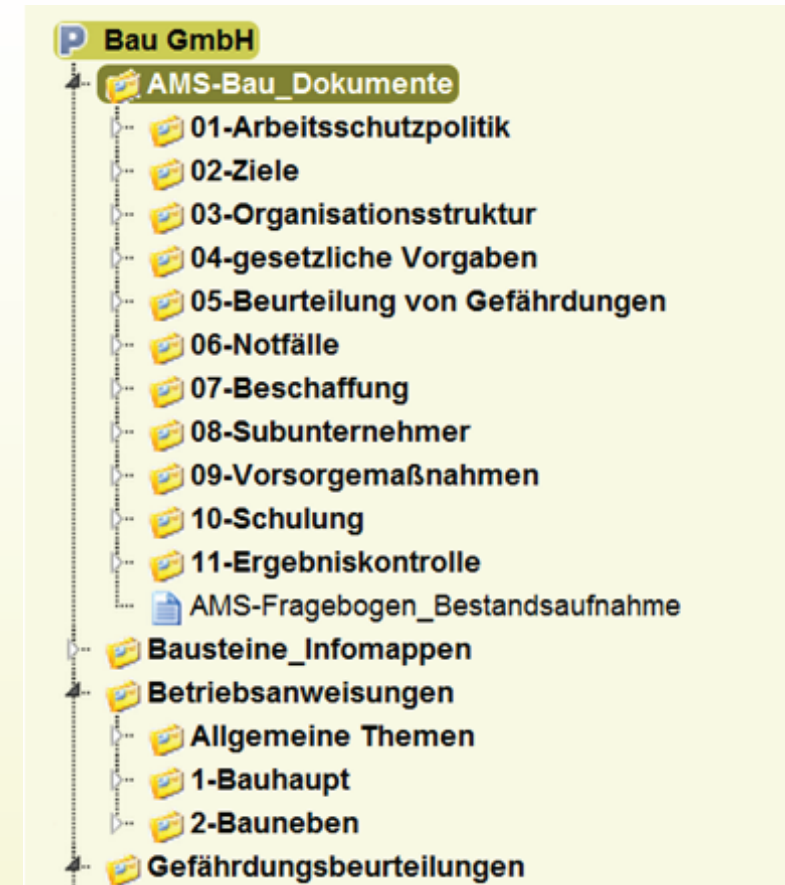 P Bau GmbH
AMS-Bau_Dokumente
01-Arbeitsschutzpolitik
02-Ziele
03-Organisationsstruktur
04-gesetzliche Vorgaben
05-Beurteilung von Gefährdungen
06-Notfälle
07-Beschaffung
08-Subunternehmer
09-Vorsorgemaßnahmen
10-Schulung
11-Ergebniskontrolle
AMS-Fragebogen_Bestandsaufnahme
Bausteine_Infomappen
Betriebsanweisungen
Allgemeine Themen
1-Bauhaupt
2-Bauneben
Gefährdungsbeurteilungen